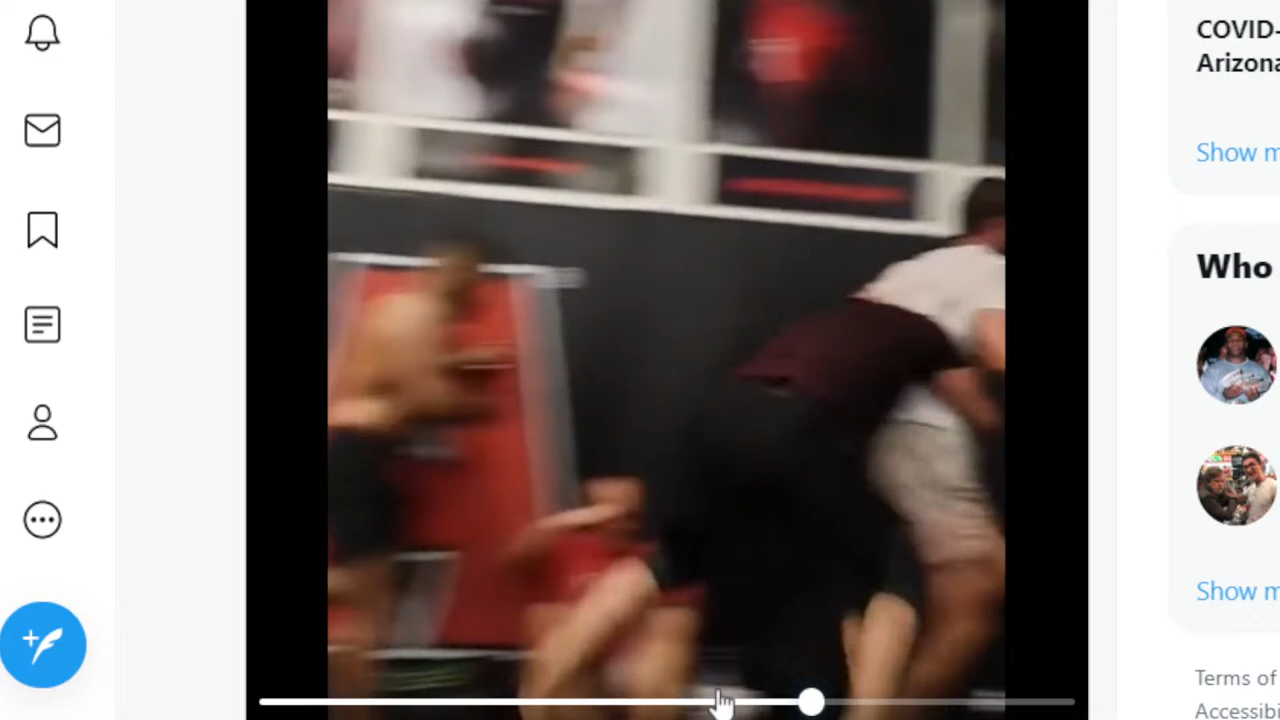 COVID-
Arizona
Show m
Who
Show m
Terms of
Accessibi